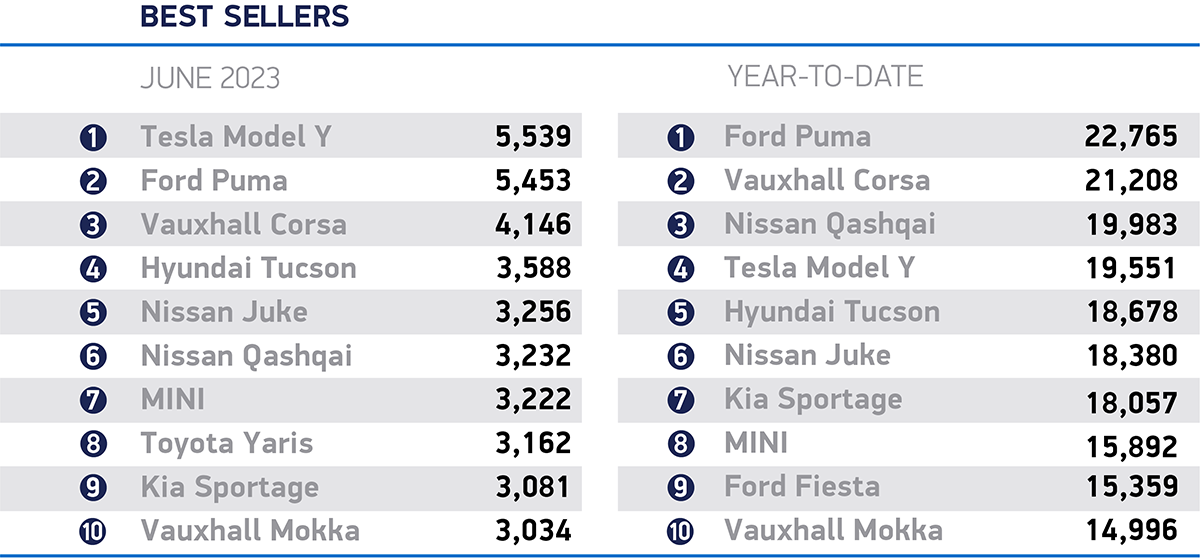 BEST SELLERS
JUNE 2023
1 Tesla Model Y 5,539
2 Ford Puma 5,453
3 Vauxhall Corsa 4,146
4 Hyundai Tucson 3,588
5 Nissan Juke 3,256
6 Nissan Qashqai 3,232
7 MINI 3,222
8 Toyota Yaris 3,162
9 Kia Sportage 3,081
10 Vauxhall Mokka 3,034
YEAR-TO-DATE
1 Ford Puma 22,765
2 Vauxhall Corsa 21,208
3 Nissan Qashqai 19,983
4 Tesla Model Y 19,551
5 Hyundai Tucson 18,678
6 Nissan Juke 18,380
7 Kia Sportage 18,057
8 MINI 15,892
9 Ford Fiesta 15,359
10 Vauxhall Mokka 14,996